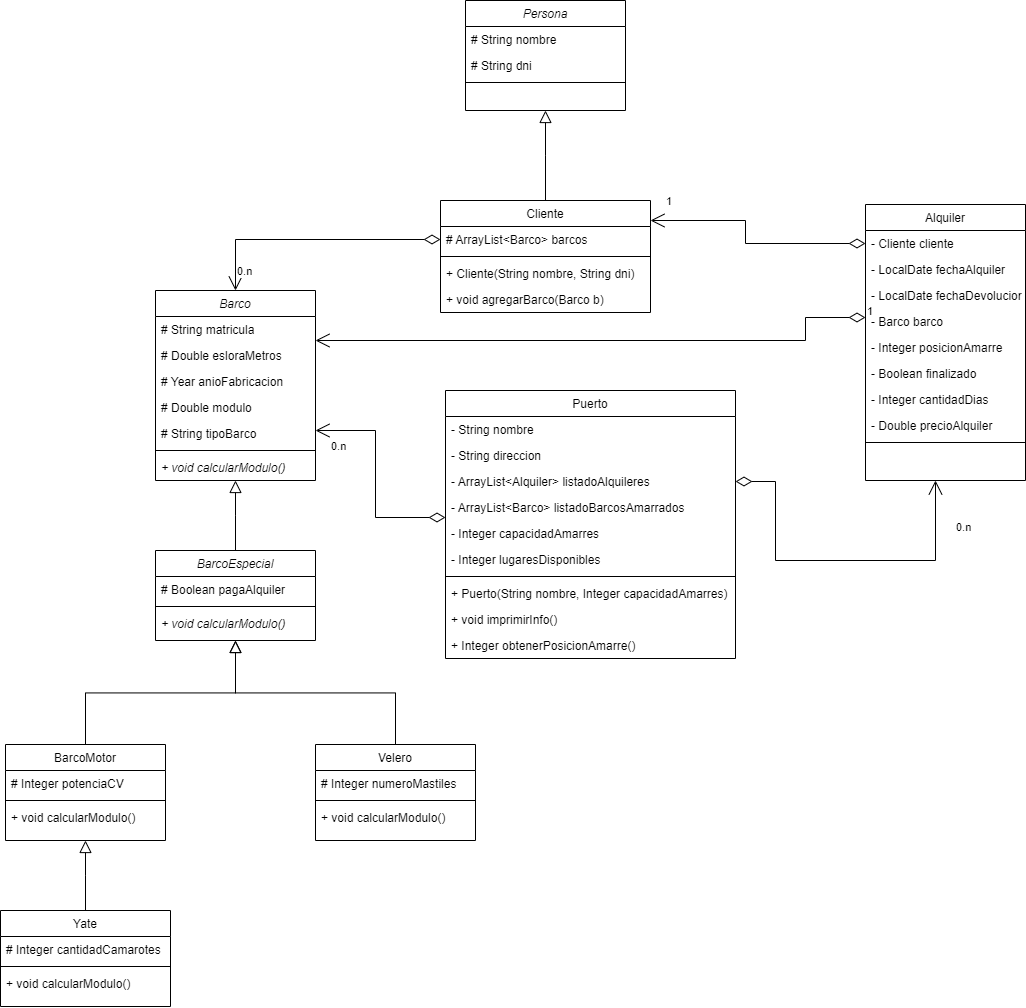 Persona
# String nombre
# String dni
Cliente
# ArrayList<Barco> barcos
+ Cliente(String nombre, String dni)
+ void agregarBarco(Barco b)
1
Alquiler
- Cliente cliente
- LocalDate fechaAlquiler
- LocalDate fechaDevolucior
1
- Barco barco
- Integer posicionAmarre
- Boolean finalizado
- Integer cantidadDias
- Double precioAlquiler
0.n
Barco
# String matricula
# Double esloraMetros
# Year anioFabricacion
# Double modulo
# String tipoBarco
+ void calcularModulo()
0.n
Puerto
- String nombre
- String direccion
- ArrayList<Alquiler> listadoAlquileres
- ArrayList<Barco> listadoBarcosAmarrados
- Integer capacidadAmarres
- Integer lugaresDisponibles
+ Puerto(String nombre, Integer capacidadAmarres)
+ void imprimirInfo()
+ Integer obtenerPosicionAmarre()
0.n
BarcoEspecial
# Boolean pagaAlquiler
+ void calcularModulo()
BarcoMotor
# Integer potenciaCV
+ void calcularModulo()
Velero
# Integer numeroMastiles
+ void calcularModulo()
Yate
# Integer cantidadCamarotes
+ void calcularModulo()